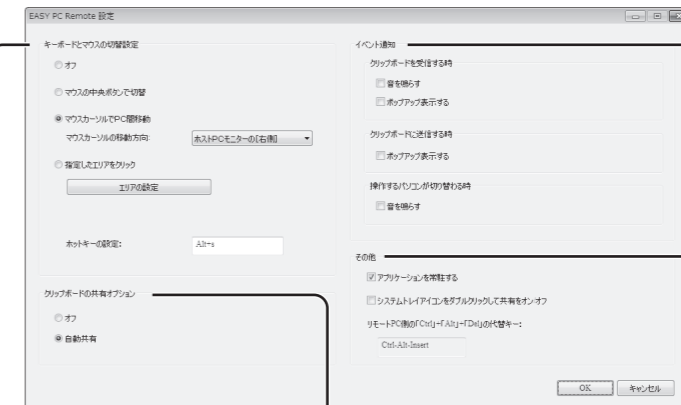 EASY PC Remote 設定
キーボードとマウスの切替設定
オフ
マウスの中央ボタンで切替
マウスカーソルでPC間移動
マウスカーソルの移動方向:
ホストPCモニターの[右側]
指定したエリアをクリック
エリアの設定
ホットキーの設定:
Alt+s
クリップボードの共有オプション
オフ
自動共有
イベント通知
クリップボードを受信する時
音を鳴らす
ポップアップ表示する
クリップボードに送信する時
ポップアップ表示する
操作するパソコンが切り替わる時
音を鳴らす
その他
アプリケーションを常駐する
システムトレイアイコンをダブルクリックして共有をオン・オフ
リモートPC側の「Ctrl」+「Alt」+「Del」の代替キー:
Ctrl-Alt-Insert
OK
キャンセル